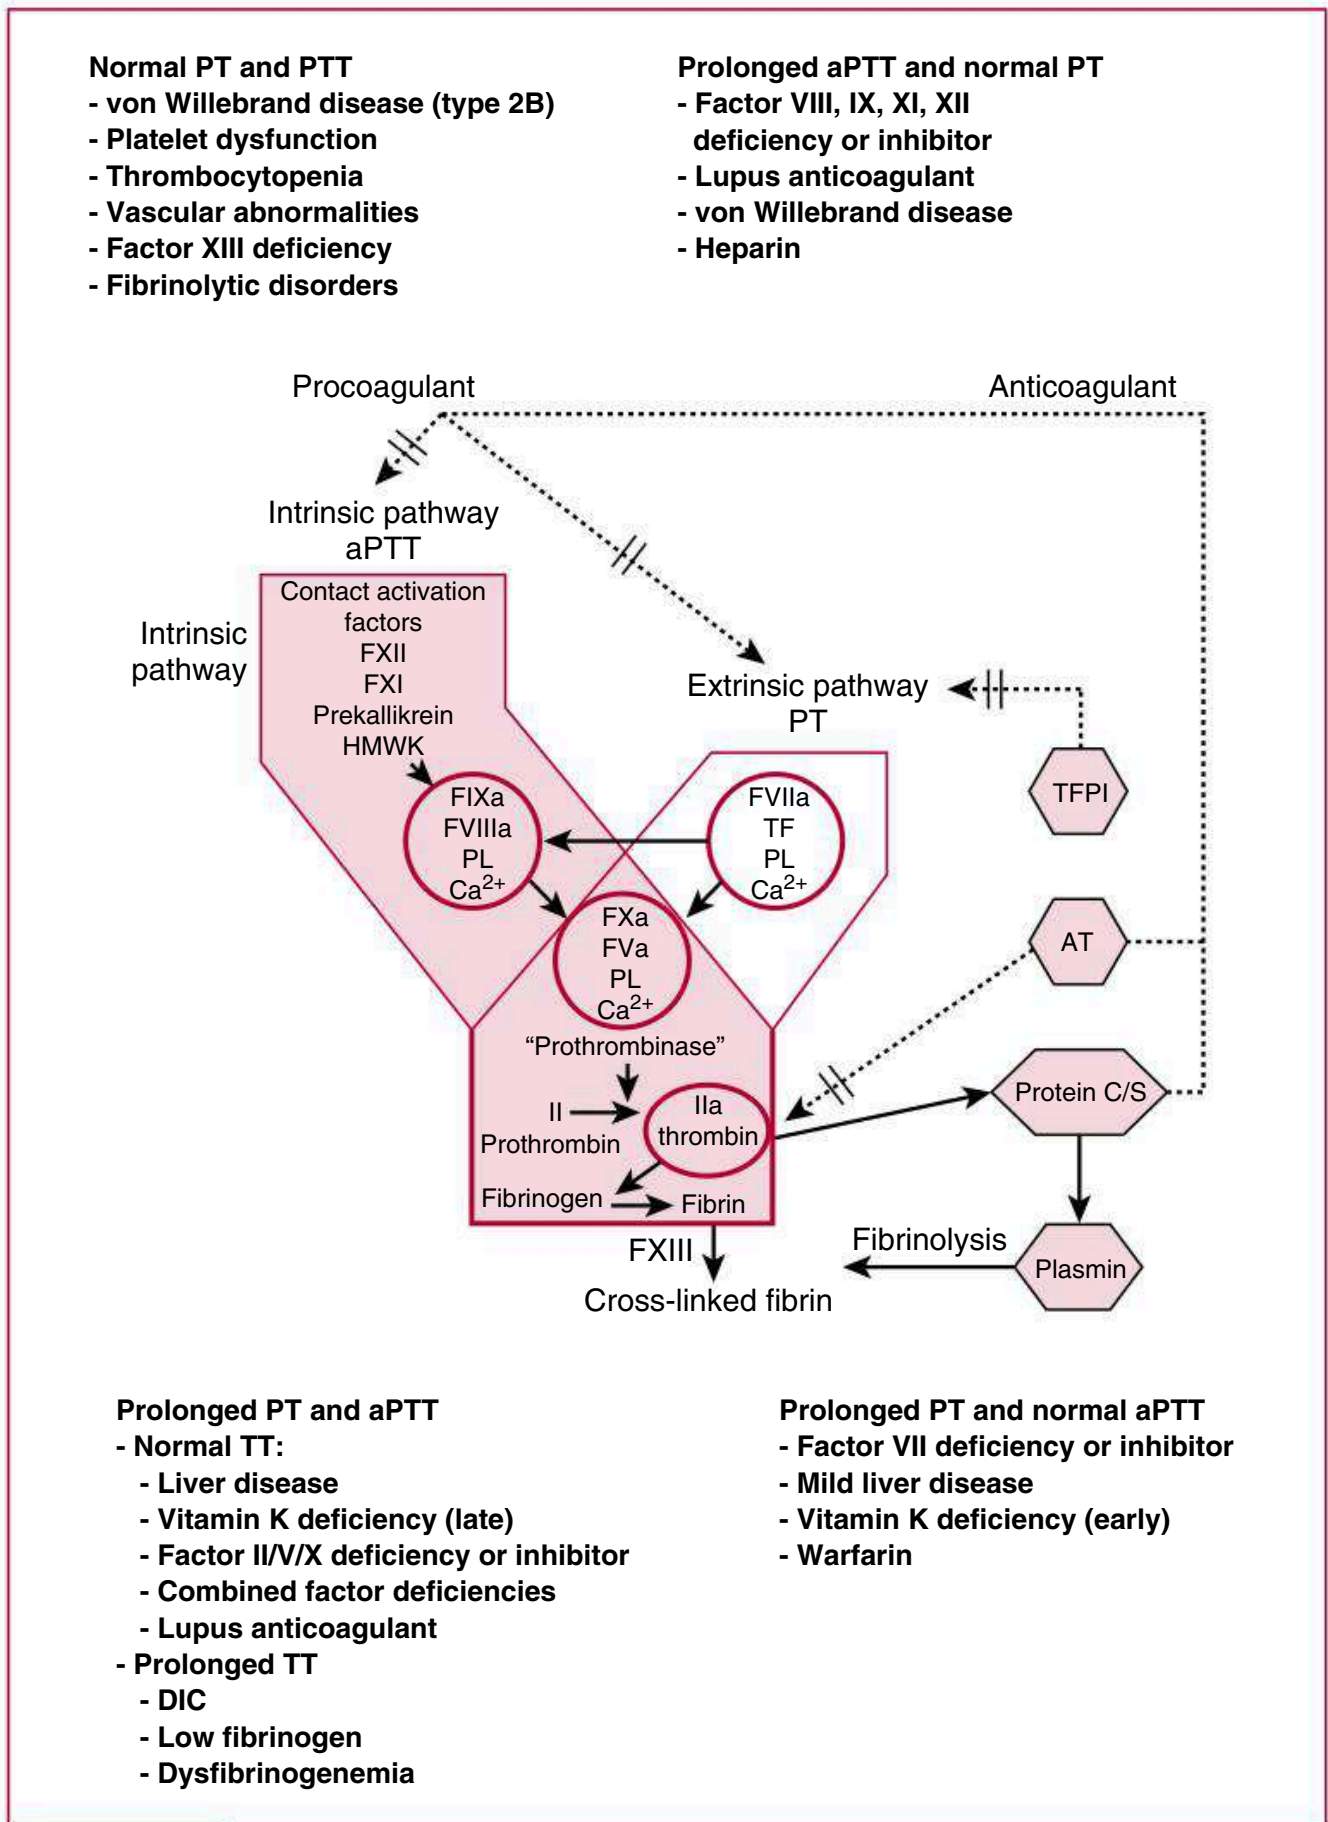 Normal PT and PTT
- von Willebrand disease (type 2B)
- Platelet dysfunction
- Thrombocytopenia
- Vascular abnormalities
- Factor XIII deficiency
- Fibrinolytic disorders
Prolonged aPTT and normal PT
- Factor VIII, IX, XI, XII
deficiency or inhibitor
- Lupus anticoagulant
- von Willebrand disease
- Heparin
Procoagulant
Anticoagulant
Intrinsic pathway
aPTT
Intrinsic
pathway
Contact activation
factors
FXII
FXI
Prekallikrein
HMWK
Extrinsic pathway
PT
FIXa
FVIIIa
PL
Ca2+
FVIIa
TF
PL
Ca2+
TFPI
FXa
FVa
PL
Ca2+
AT
“Prothrombinase”
II
Prothrombin
IIa
thrombin
Protein C/S
Fibrinogen
Fibrin
FXIII
Cross-linked fibrin
Fibrinolysis
Plasmin
Prolonged PT and aPTT
- Normal TT:
- Liver disease
- Vitamin K deficiency (late)
- Factor II/V/X deficiency or inhibitor
- Combined factor deficiencies
- Lupus anticoagulant
- Prolonged TT
- DIC
- Low fibrinogen
- Dysfibrinogenemia
Prolonged PT and normal aPTT
- Factor VII deficiency or inhibitor
- Mild liver disease
- Vitamin K deficiency (early)
- Warfarin